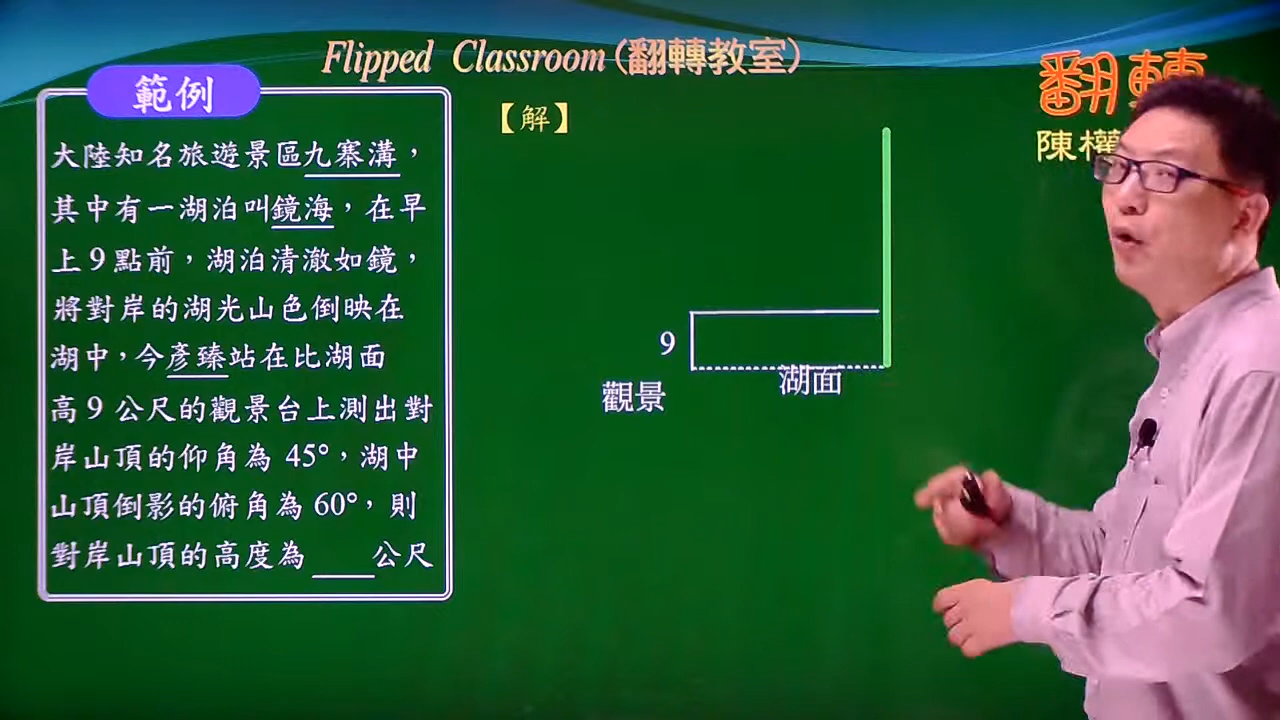 Flipped Classroom(翻轉教室)
翻轉
陳權
範例
大陸知名旅遊景區九寨溝，
其中有一湖泊叫鏡海，在早
上9點前，湖泊清澈如鏡，
將對岸的湖光山色倒映在
湖中，今彥臻站在比湖面
高9公尺的觀景台上測出對
岸山頂的仰角為 45°，湖中
山頂倒影的俯角為 60°，則
對岸山頂的高度為____公尺
【解】
9
湖面
觀景